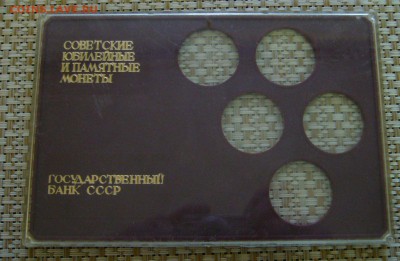 СОВЕТСКИЕ
ЮБИЛЕЙНЫЕ
И ПАМЯТНЫЕ
МОНЕТЫ
ГОСУДАРСТВЕННЫЙ
БАНК СССР